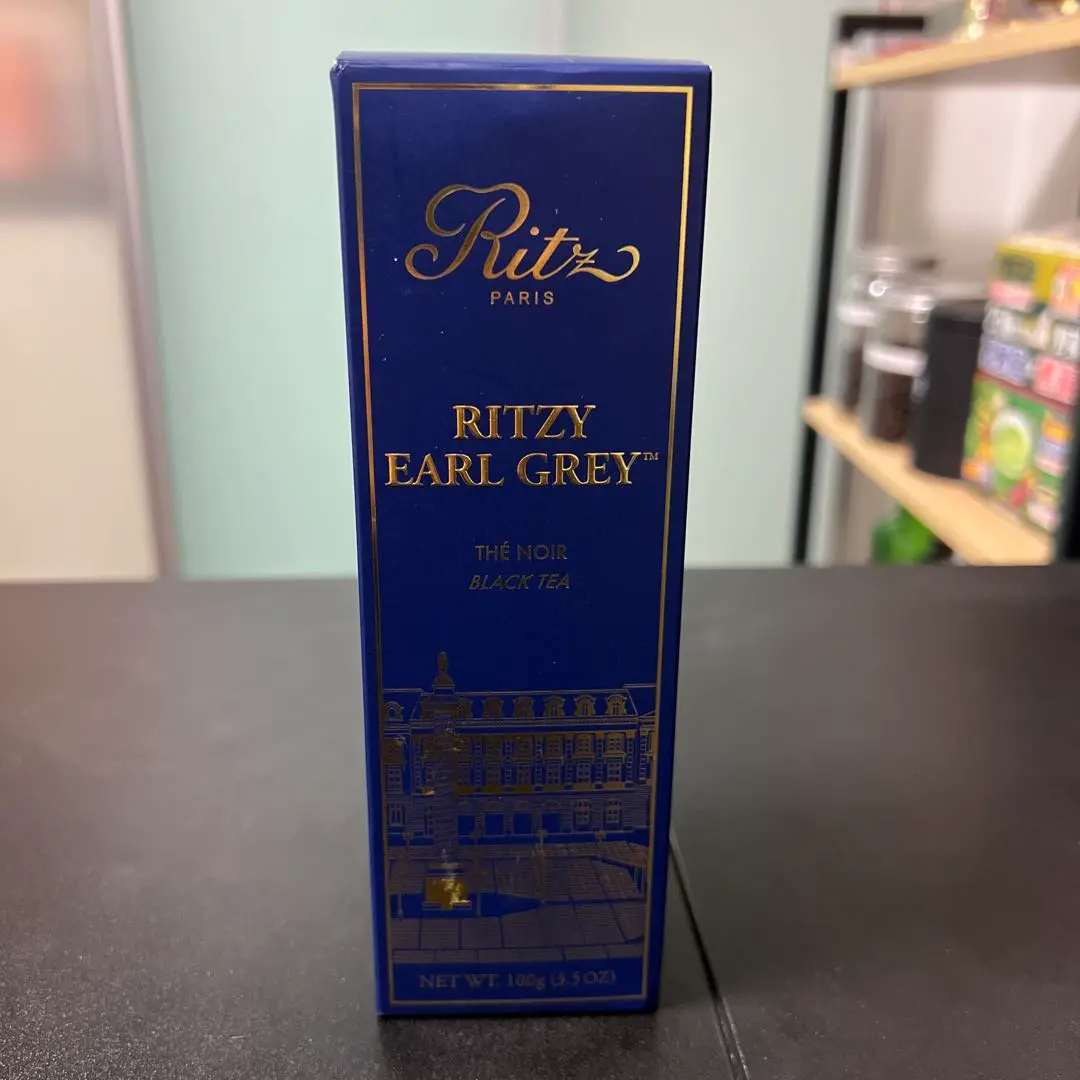 Ritz
PARIS
RITZY
EARL GREY™
THÉ NOIR
BLACK TEA
NET WT. 100g (3.5 OZ)